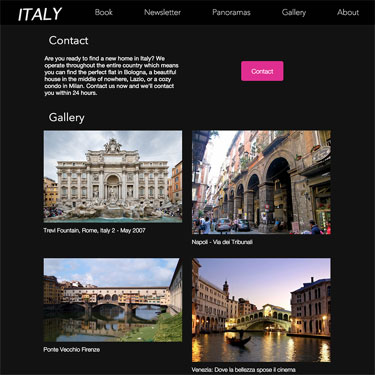 ITALY
Book Newsletter Panoramas Gallery About
Contact
Are you ready to find a new home in Italy? We
operate throughout the entire country which means
you can find the perfect flat in Bologna, a beautiful
house in the middle of nowhere, Lazio, or a cozy
condo in Milan. Contact us now and we'll contact
you within 24 hours.
Contact
Gallery
Trevi Fountain, Rome, Italy 2 - May 2007
Napoli - Via dei Tribunali
Ponte Vecchio Firenze
Venezia: Dove la bellezza spose il cinema